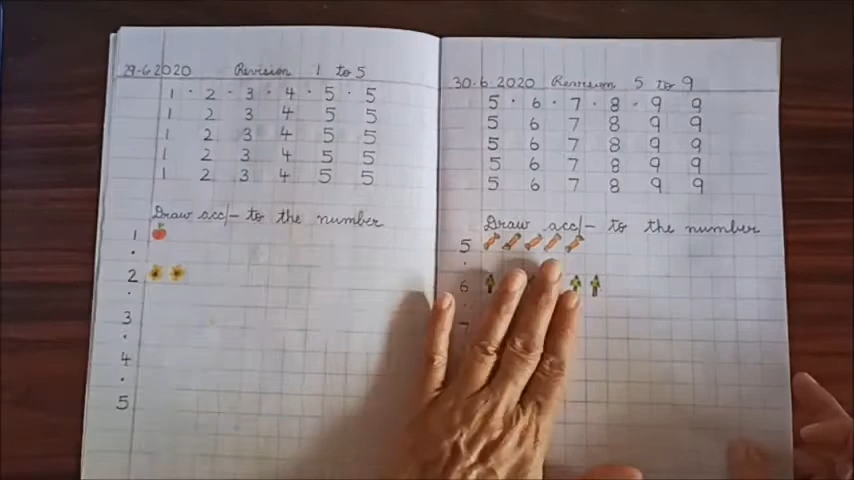 29-6-2020 Revision 1 to 5
1 · 2 · 3 · 4 · 5 · 5
1 2 3 4 5 5
1 2 3 4 5 5
1 2 3 4 5 5
1 2 3 4 5 5
Draw acc/- to the number
1
2
3
4
5
30-6-2020 Revision 5 to 9
5 · 6 · 7 · 8 · 9 9
5 6 7 8 9 9
5 6 7 8 9 9
5 6 7 8 9 9
5 6 7 8 9 9
Draw acc/- to the number
5
6
7